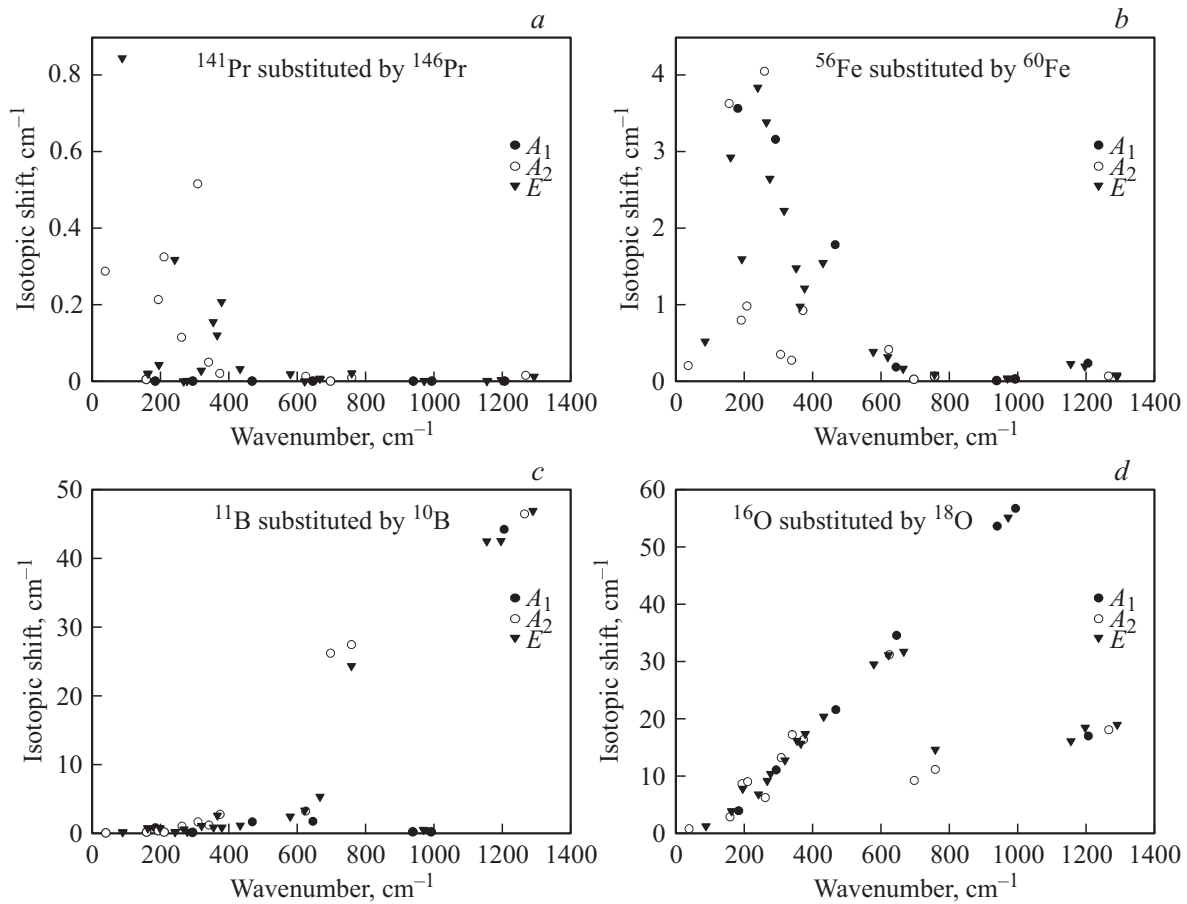 a
¹⁴¹Pr substituted by ¹⁴⁶Pr
0.8
0.6
0.4
0.2
0
Isotopic shift, cm⁻¹
A₁
A₂
E
0 200 400 600 800 1000 1200 1400
Wavenumber, cm⁻¹
b
⁵⁶Fe substituted by ⁶⁰Fe
4
3
2
1
0
Isotopic shift, cm⁻¹
A₁
A₂
E
0 200 400 600 800 1000 1200 1400
Wavenumber, cm⁻¹
c
¹¹B substituted by ¹⁰B
50
40
30
20
10
0
Isotopic shift, cm⁻¹
A₁
A₂
E
0 200 400 600 800 1000 1200 1400
Wavenumber, cm⁻¹
d
¹⁶O substituted by ¹⁸O
60
50
40
30
20
10
0
Isotopic shift, cm⁻¹
A₁
A₂
E
0 200 400 600 800 1000 1200 1400
Wavenumber, cm⁻¹